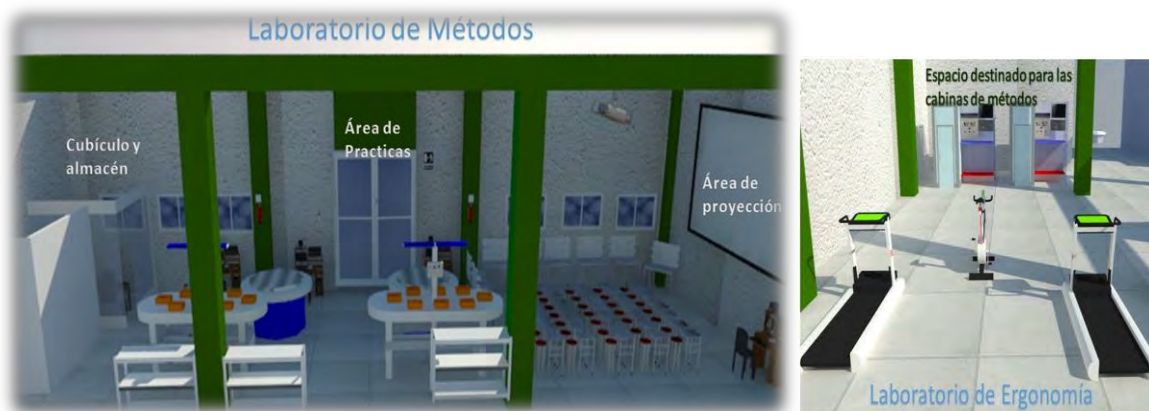 Laboratorio de Métodos
Cubículo y
almacén
Área de
Practicas
Área de
proyección
Espacio destinado para las
cabinas de métodos
Laboratorio de Ergonomía